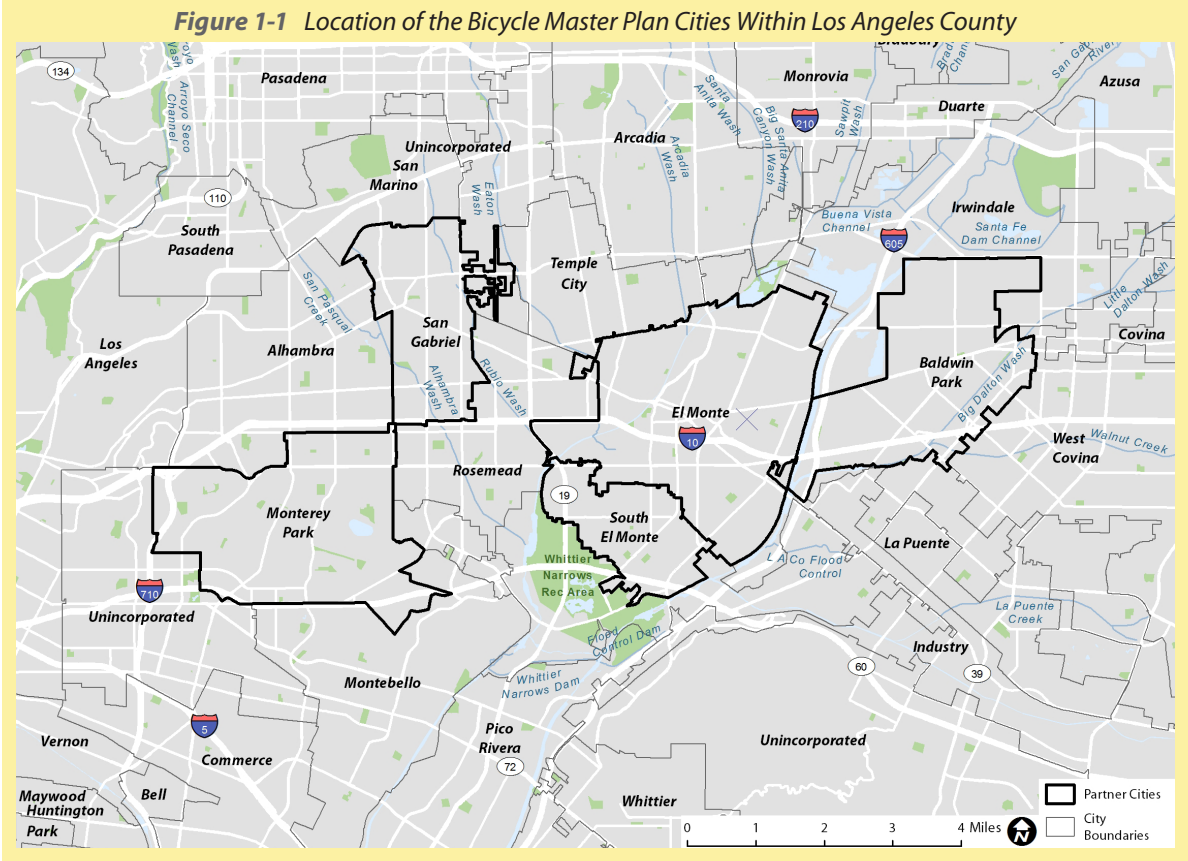 Figure 1-1 Location of the Bicycle Master Plan Cities Within Los Angeles County
134
Pasadena
Arroyo Seco
Channel
Monrovia
Bradbury
San Gabriel
River
Azusa
Duarte
210
Santa
Anita Wash
Big Santa Anita
Canyon Wash
Sawpit
Wash
Arcadia
Arcadia
Wash
Unincorporated
San
Marino
Eaton
Wash
110
South
Pasadena
Irwindale
Buena Vista
Channel
Santa Fe
Dam Channel
605
Temple
City
San Pasqual
Creek
Little
Dalton Wash
San
Gabriel
Los
Angeles
Alhambra
Covina
Baldwin
Park
Rubio Wash
Alhambra
Wash
Big Dalton Wash
El Monte
10
West
Covina
Walnut Creek
Rosemead
19
Monterey
Park
South
El Monte
La Puente
Whittier
Narrows
Rec Area
L A Co Flood
Control
710
Unincorporated
La Puente
Creek
Flood
Control Dam
Industry
60
39
Montebello
Whittier
Narrows Dam
5
Pico
Rivera
72
Unincorporated
Vernon
Commerce
Maywood
Huntington
Park
Bell
Whittier
Partner Cities
City
Boundaries
0 1 2 3 4 Miles
N